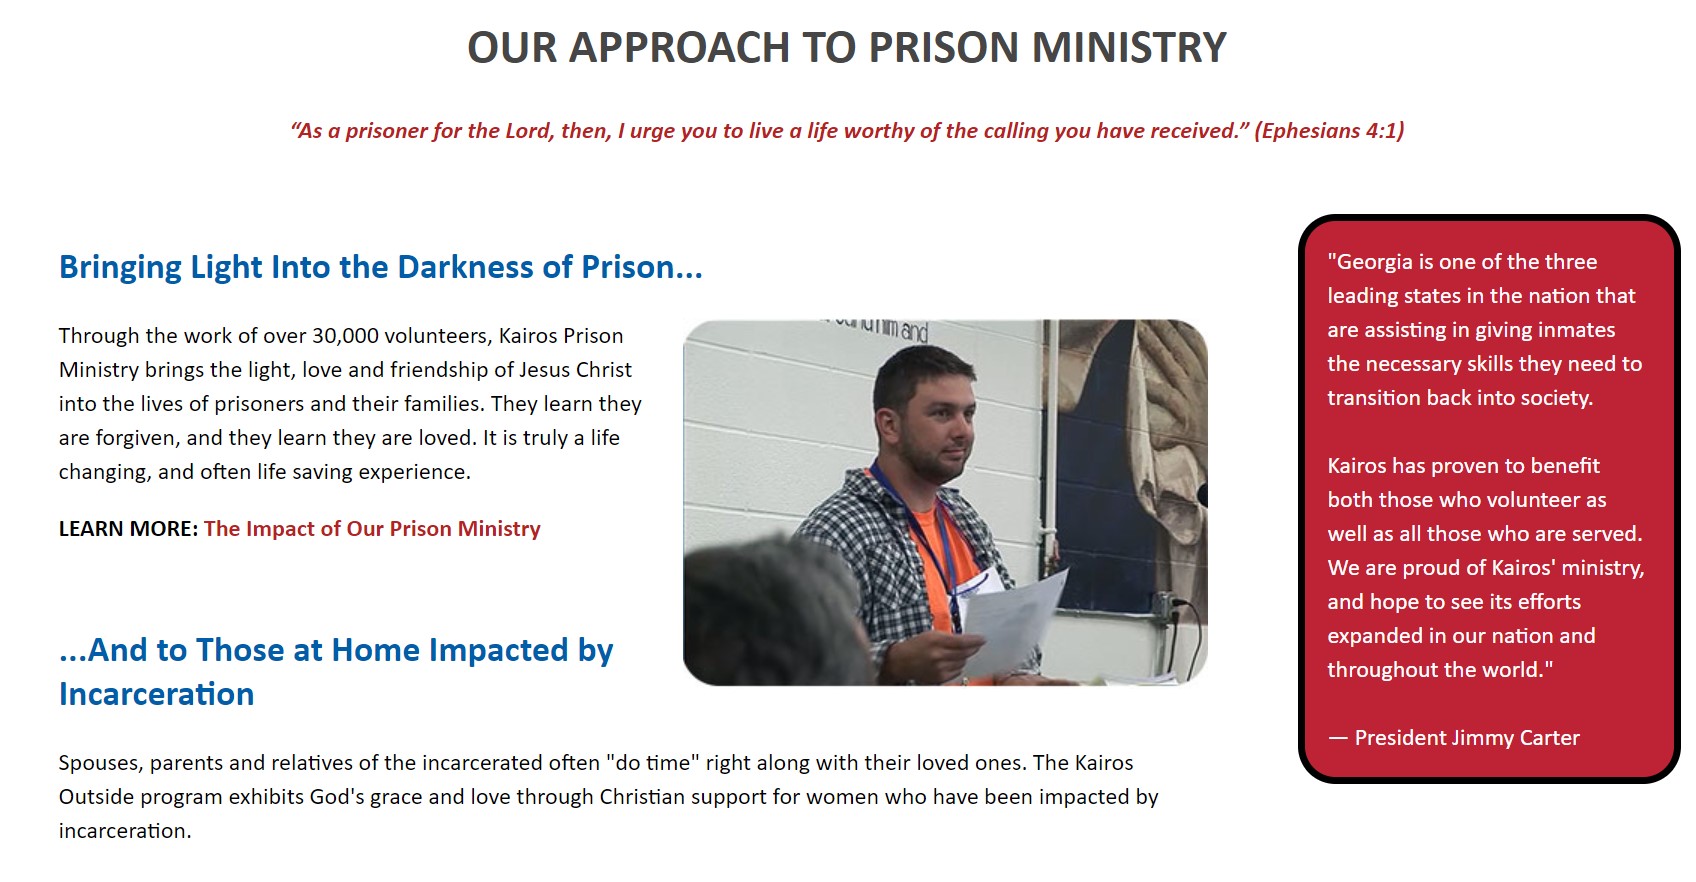 OUR APPROACH TO PRISON MINISTRY
“As a prisoner for the Lord, then, I urge you to live a life worthy of the calling you have received.” (Ephesians 4:1)
Bringing Light Into the Darkness of Prison...
Through the work of over 30,000 volunteers, Kairos Prison
Ministry brings the light, love and friendship of Jesus Christ
into the lives of prisoners and their families. They learn they
are forgiven, and they learn they are loved. It is truly a life
changing, and often life saving experience.
LEARN MORE: The Impact of Our Prison Ministry
him and
...And to Those at Home Impacted by
Incarceration
Spouses, parents and relatives of the incarcerated often "do time" right along with their loved ones. The Kairos
Outside program exhibits God's grace and love through Christian support for women who have been impacted by
incarceration.
"Georgia is one of the three
leading states in the nation that
are assisting in giving inmates
the necessary skills they need to
transition back into society.
Kairos has proven to benefit
both those who volunteer as
well as all those who are served.
We are proud of Kairos' ministry,
and hope to see its efforts
expanded in our nation and
throughout the world."
— President Jimmy Carter